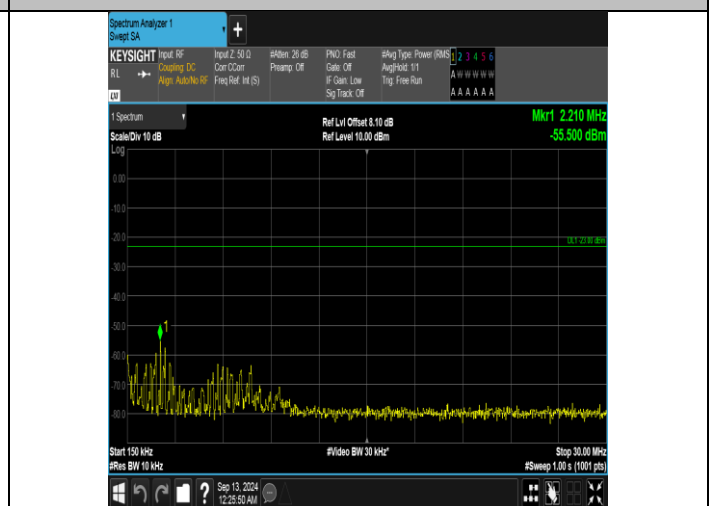 Spectrum Analyzer 1
Swept SA
+
KEYSIGHT Input: RF Input Z: 50 Ω #Atten: 26 dB PNO: Fast #Avg Type: Power (RMS 1 2 3 4 5 6
RL Coupling: DC Corr CCorr Preamp: Off Gate: Off Avg|Hold: 1/1 A W W W W W
Align: Auto/No RF Freq Ref: Int (S) IF Gain: Low Trig: Free Run
LXI Sig Track: Off A A A A A A
1 Spectrum Ref Lvl Offset 8.10 dB Mkr1 2.210 MHz
Scale/Div 10 dB Ref Level 10.00 dBm -55.500 dBm
Log
0.00
-10.0
-20.0
DL1 -23.00 dBm
-30.0
-40.0
-50.0
1
-60.0
-70.0
-80.0
Start 150 kHz #Video BW 30 kHz* Stop 30.00 MHz
#Res BW 10 kHz #Sweep 1.00 s (1001 pts)
? Sep 13, 2024
12:25:50 AM